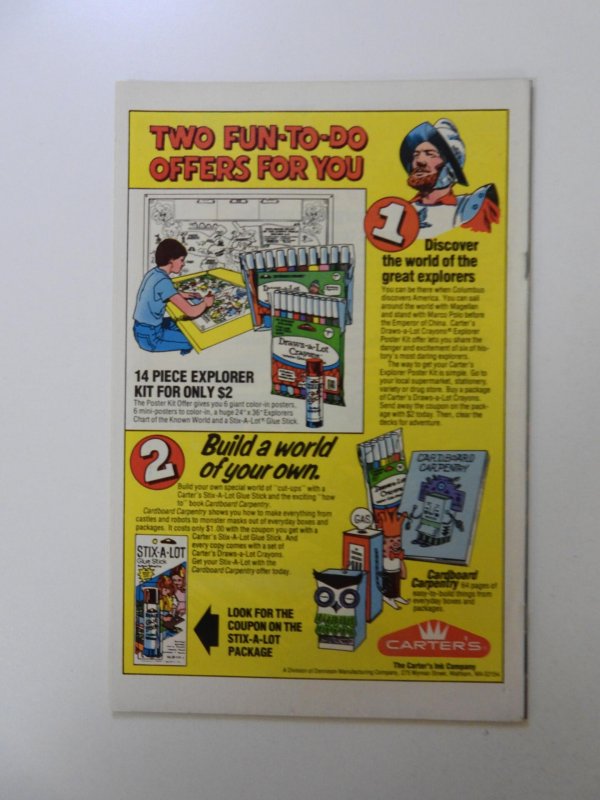 TWO FUN-TO-DO
OFFERS FOR YOU
1
Discover
the world of the
great explorers
You can be there when Columbus
discovers America. You can sail
around the world with Magellan
and stand with Marco Polo before
the Emperor of China. Carter's
Draws-a-Lot Crayons® Explorer
Poster Kit offer lets you share the
danger and excitement of six of his-
tory's most daring explorers.
The way to get your Carter's
Explorer Poster Kit is simple. Go to
your local supermarket, stationery,
variety or drug store. Buy a package
of Carter's Draws-a-Lot Crayons.
Send away the coupon on the pack-
age with $2 today. Then, clear the
decks for adventure.
Draws-a-Lot
Crayons
14 PIECE EXPLORER
KIT FOR ONLY $2
The Poster Kit Offer gives you 6 giant color-in posters,
6 mini-posters to color-in, a huge 24" x 36" Explorers
Chart of the Known World and a Stix-A-Lot® Glue Stick.
2
Build a world
of your own.
Build your own special world of "cut-ups" with a
Carter's Stix-A-Lot Glue Stick and the exciting "how
to" book Cardboard Carpentry.
Cardboard Carpentry shows you how to make everything from
castles and robots to monster masks out of everyday boxes and
packages. It costs only $1.00 with the coupon you get with a
Carter's Stix-A-Lot Glue Stick. And
every copy comes with a set of
Carter's Draws-a-Lot Crayons.
Get your Stix-A-Lot with the
Cardboard Carpentry offer today.
STIX-A-LOT
Glue Stick
LOOK FOR THE
COUPON ON THE
STIX-A-LOT
PACKAGE
GAS
CARDBOARD
CARPENTRY
Cardboard
Carpentry 64 pages of
easy-to-build things from
everyday boxes and
packages.
CARTER'S
The Carter's Ink Company
A Division of Dennison Manufacturing Company, 275 Wyman Street, Waltham, MA 02154